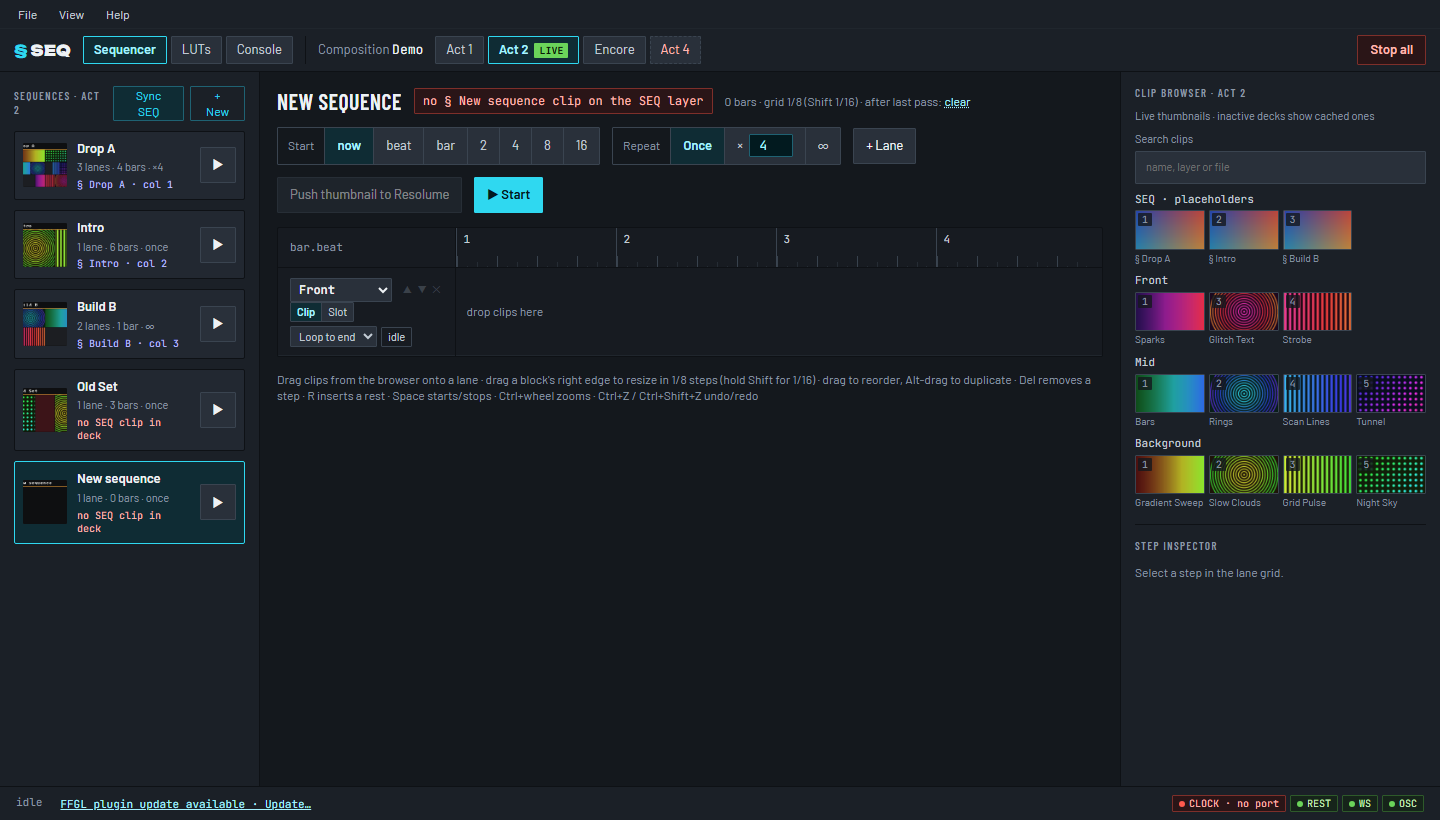 File View Help
§ SEQ Sequencer LUTs Console Composition Demo Act 1 Act 2 LIVE Encore Act 4 Stop all
SEQUENCES · ACT 2
Sync SEQ
+ New
Drop A
3 lanes · 4 bars · ×4
§ Drop A · col 1
Intro
1 lane · 6 bars · once
§ Intro · col 2
Build B
2 lanes · 1 bar · ∞
§ Build B · col 3
Old Set
1 lane · 3 bars · once
no SEQ clip in
deck
New sequence
1 lane · 0 bars · once
no SEQ clip in
deck
NEW SEQUENCE no § New sequence clip on the SEQ layer 0 bars · grid 1/8 (Shift 1/16) · after last pass: clear
Start now beat bar 2 4 8 16 Repeat Once × 4 ∞ + Lane
Push thumbnail to Resolume ▶ Start
bar.beat 1 2 3 4
Front ▲ ▼ ✕
Clip Slot
drop clips here
Loop to end idle
Drag clips from the browser onto a lane · drag a block's right edge to resize in 1/8 steps (hold Shift for 1/16) · drag to reorder, Alt-drag to duplicate · Del removes a
step · R inserts a rest · Space starts/stops · Ctrl+wheel zooms · Ctrl+Z / Ctrl+Shift+Z undo/redo
CLIP BROWSER · ACT 2
Live thumbnails · inactive decks show cached ones
Search clips
name, layer or file
SEQ · placeholders
1 2 3
§ Drop A § Intro § Build B
Front
1 3 4
Sparks Glitch Text Strobe
Mid
1 2 4 5
Bars Rings Scan Lines Tunnel
Background
1 2 3 5
Gradient Sweep Slow Clouds Grid Pulse Night Sky
STEP INSPECTOR
Select a step in the lane grid.
idle FFGL plugin update available · Update… CLOCK · no port REST WS OSC